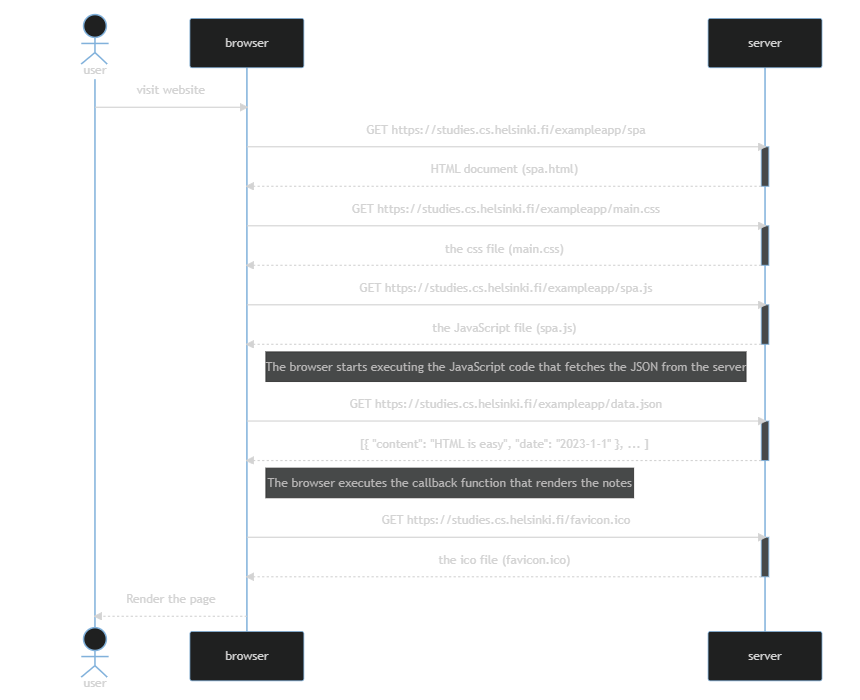 browser
server
user
visit website
GET https://studies.cs.helsinki.fi/exampleapp/spa
HTML document (spa.html)
GET https://studies.cs.helsinki.fi/exampleapp/main.css
the css file (main.css)
GET https://studies.cs.helsinki.fi/exampleapp/spa.js
the JavaScript file (spa.js)
The browser starts executing the JavaScript code that fetches the JSON from the server
GET https://studies.cs.helsinki.fi/exampleapp/data.json
[{ "content": "HTML is easy", "date": "2023-1-1" }, ... ]
The browser executes the callback function that renders the notes
GET https://studies.cs.helsinki.fi/favicon.ico
the ico file (favicon.ico)
Render the page
browser
server
user